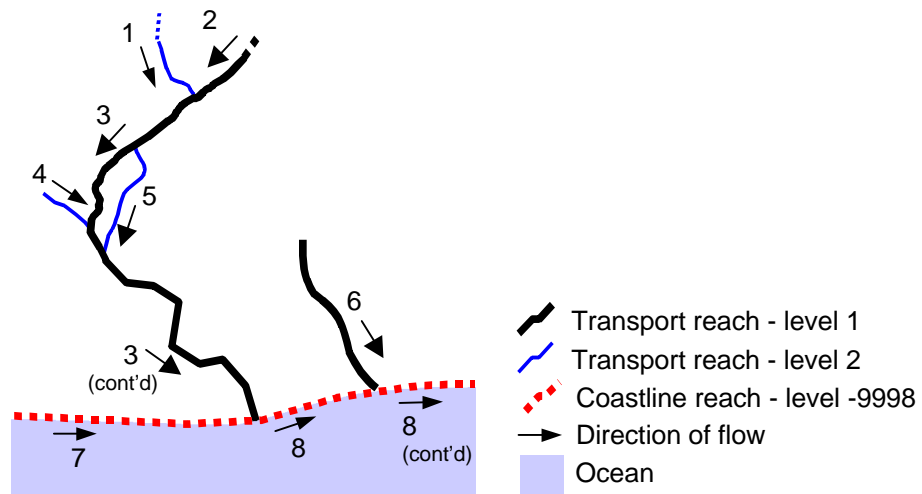 1
2
3
4
5
6
3
(cont'd)
7
8
8
(cont'd)
Transport reach - level 1
Transport reach - level 2
Coastline reach - level -9998
Direction of flow
Ocean